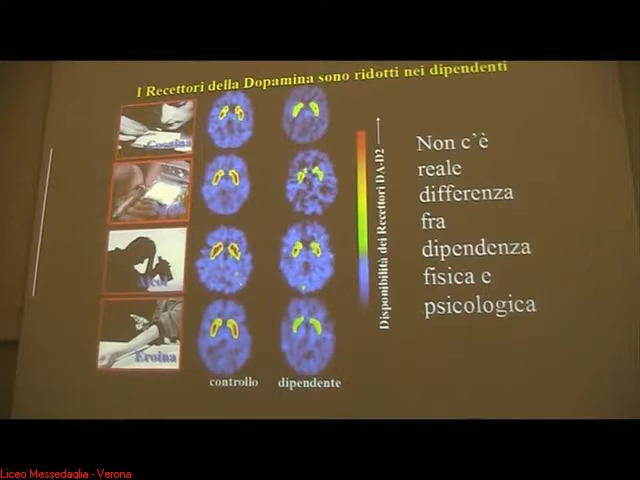 I Recettori della Dopamina sono ridotti nei dipendenti
Cocaina
Alcol
Eroina
controllo
dipendente
Disponibilità dei Recettori DA-D2
Non c`è
reale
differenza
fra
dipendenza
fisica e
psicologica
Liceo Messedaglia - Verona